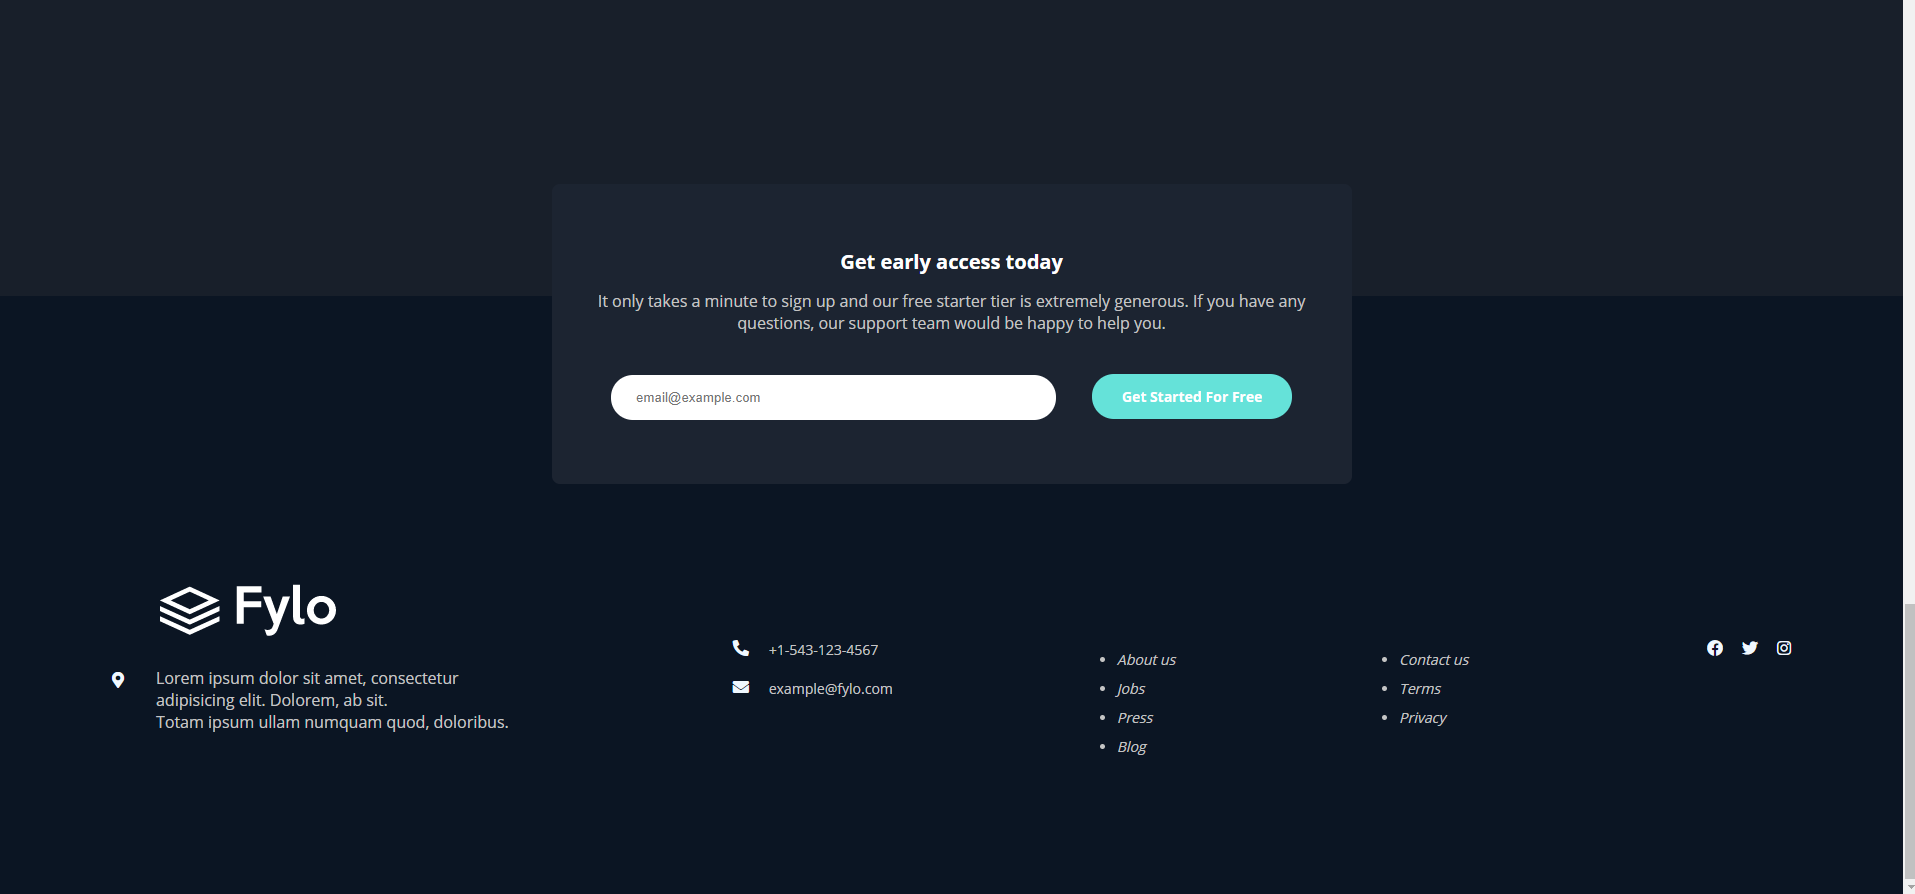 Get early access today
It only takes a minute to sign up and our free starter tier is extremely generous. If you have any
questions, our support team would be happy to help you.
email@example.com
Get Started For Free
Fylo
Lorem ipsum dolor sit amet, consectetur
adipisicing elit. Dolorem, ab sit.
Totam ipsum ullam numquam quod, doloribus.
+1-543-123-4567
example@fylo.com
About us
Jobs
Press
Blog
Contact us
Terms
Privacy